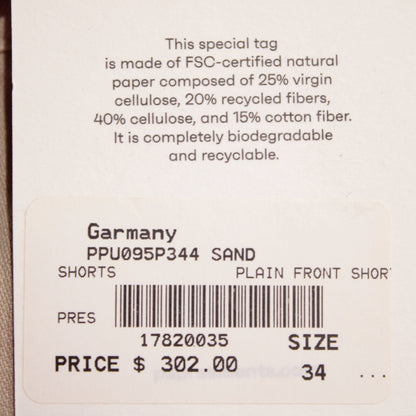 This special tag
is made of FSC-certified natural
paper composed of 25% virgin
cellulose, 20% recycled fibers,
40% cellulose, and 15% cotton fiber.
It is completely biodegradable
and recyclable.
Garmany
PPU095P344 SAND
SHORTS PLAIN FRONT SHOR
PRES
17820035 SIZE
PRICE $ 302.00 34 ...